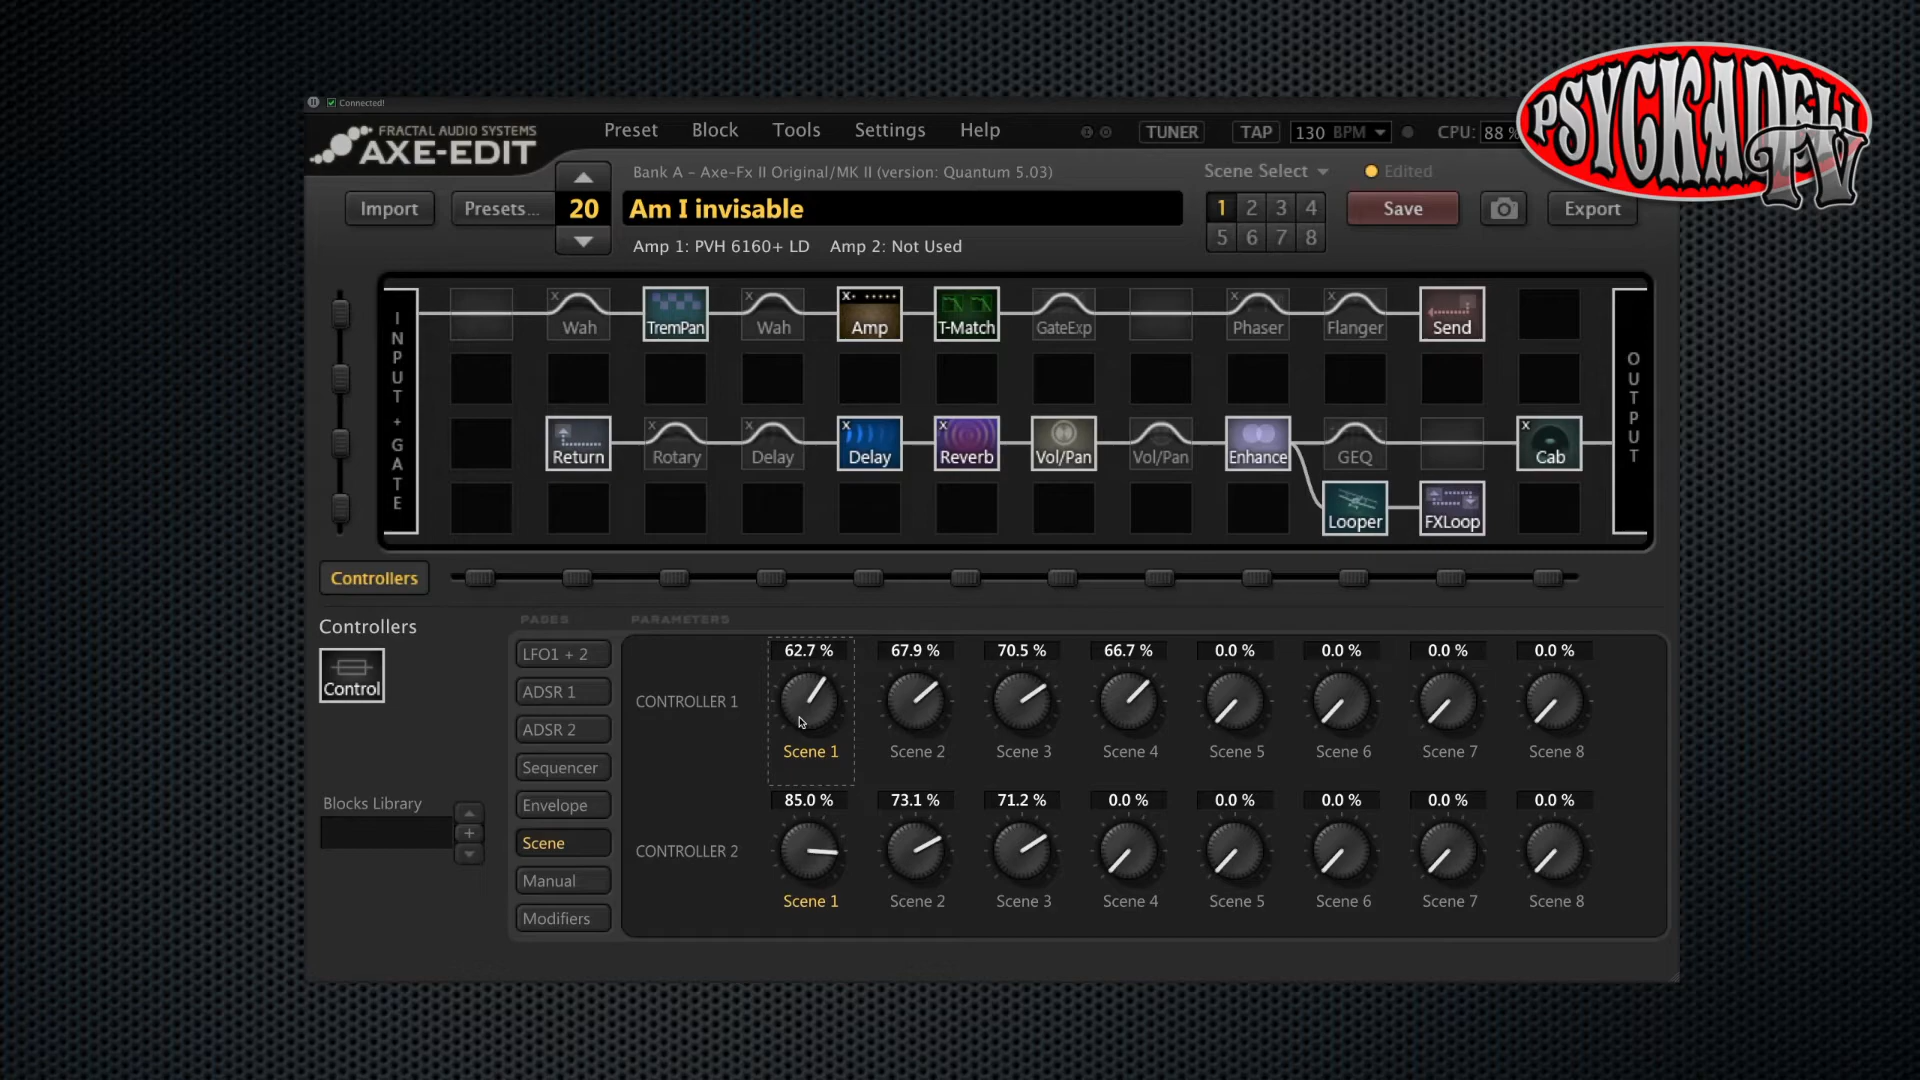 Connected!
FRACTAL AUDIO SYSTEMS
AXE-EDIT
Preset Block Tools Settings Help
TUNER TAP 130 BPM CPU: 88 %
PSYCKADELI TV
Bank A - Axe-Fx II Original/MK II (version: Quantum 5.03)
Scene Select Edited
Import Presets... 20 Am I invisable
1 2 3 4
Save Export
Amp 1: PVH 6160+ LD Amp 2: Not Used
5 6 7 8
INPUT + GATE
Wah TremPan Wah Amp T-Match GateExp Phaser Flanger Send
OUTPUT
Return Rotary Delay Delay Reverb Vol/Pan Vol/Pan Enhance GEQ Cab
Looper FXLoop
Controllers
Controllers
PAGES PARAMETERS
Control
LFO1 + 2
ADSR 1
ADSR 2
Sequencer
Envelope
Scene
Manual
Modifiers
Blocks Library
62.7 % 67.9 % 70.5 % 66.7 % 0.0 % 0.0 % 0.0 % 0.0 %
CONTROLLER 1
Scene 1 Scene 2 Scene 3 Scene 4 Scene 5 Scene 6 Scene 7 Scene 8
85.0 % 73.1 % 71.2 % 0.0 % 0.0 % 0.0 % 0.0 % 0.0 %
CONTROLLER 2
Scene 1 Scene 2 Scene 3 Scene 4 Scene 5 Scene 6 Scene 7 Scene 8